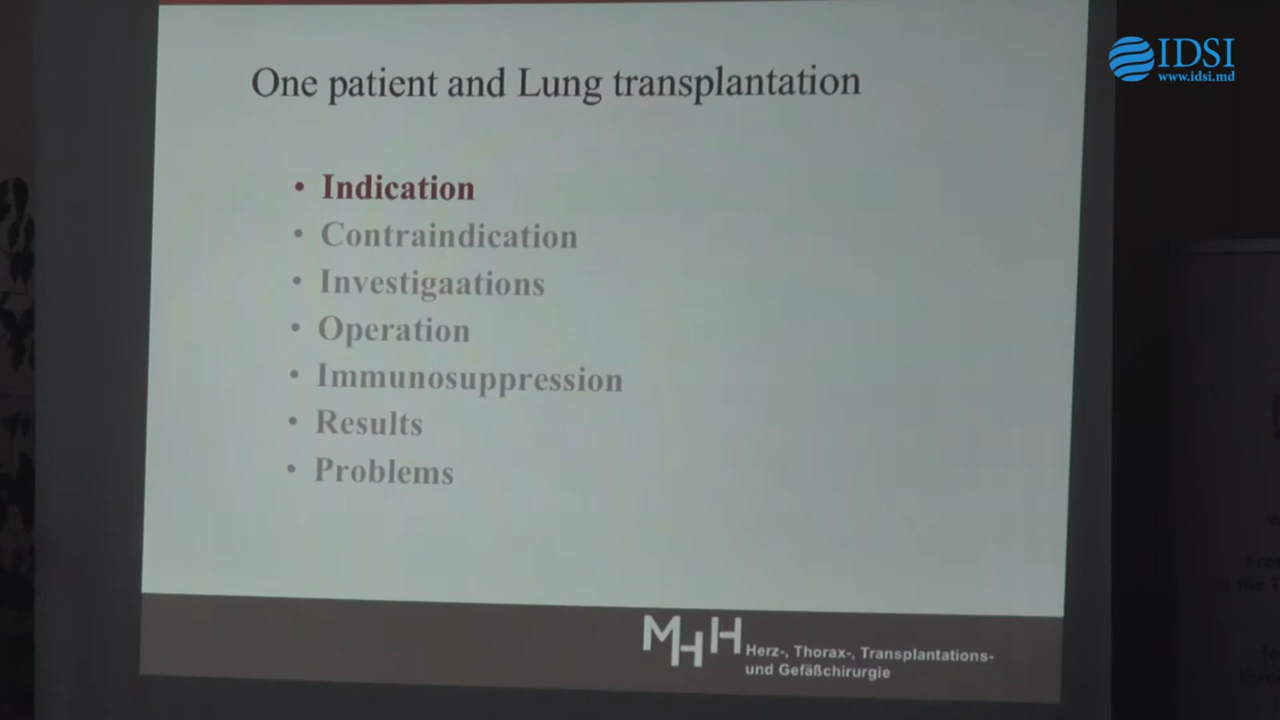 IDSI
www.idsi.md
One patient and Lung transplantation
• Indication
• Contraindication
• Investigaations
• Operation
• Immunosuppression
• Results
• Problems
MHH
Herz-, Thorax-, Transplantations-
und Gefäßchirurgie